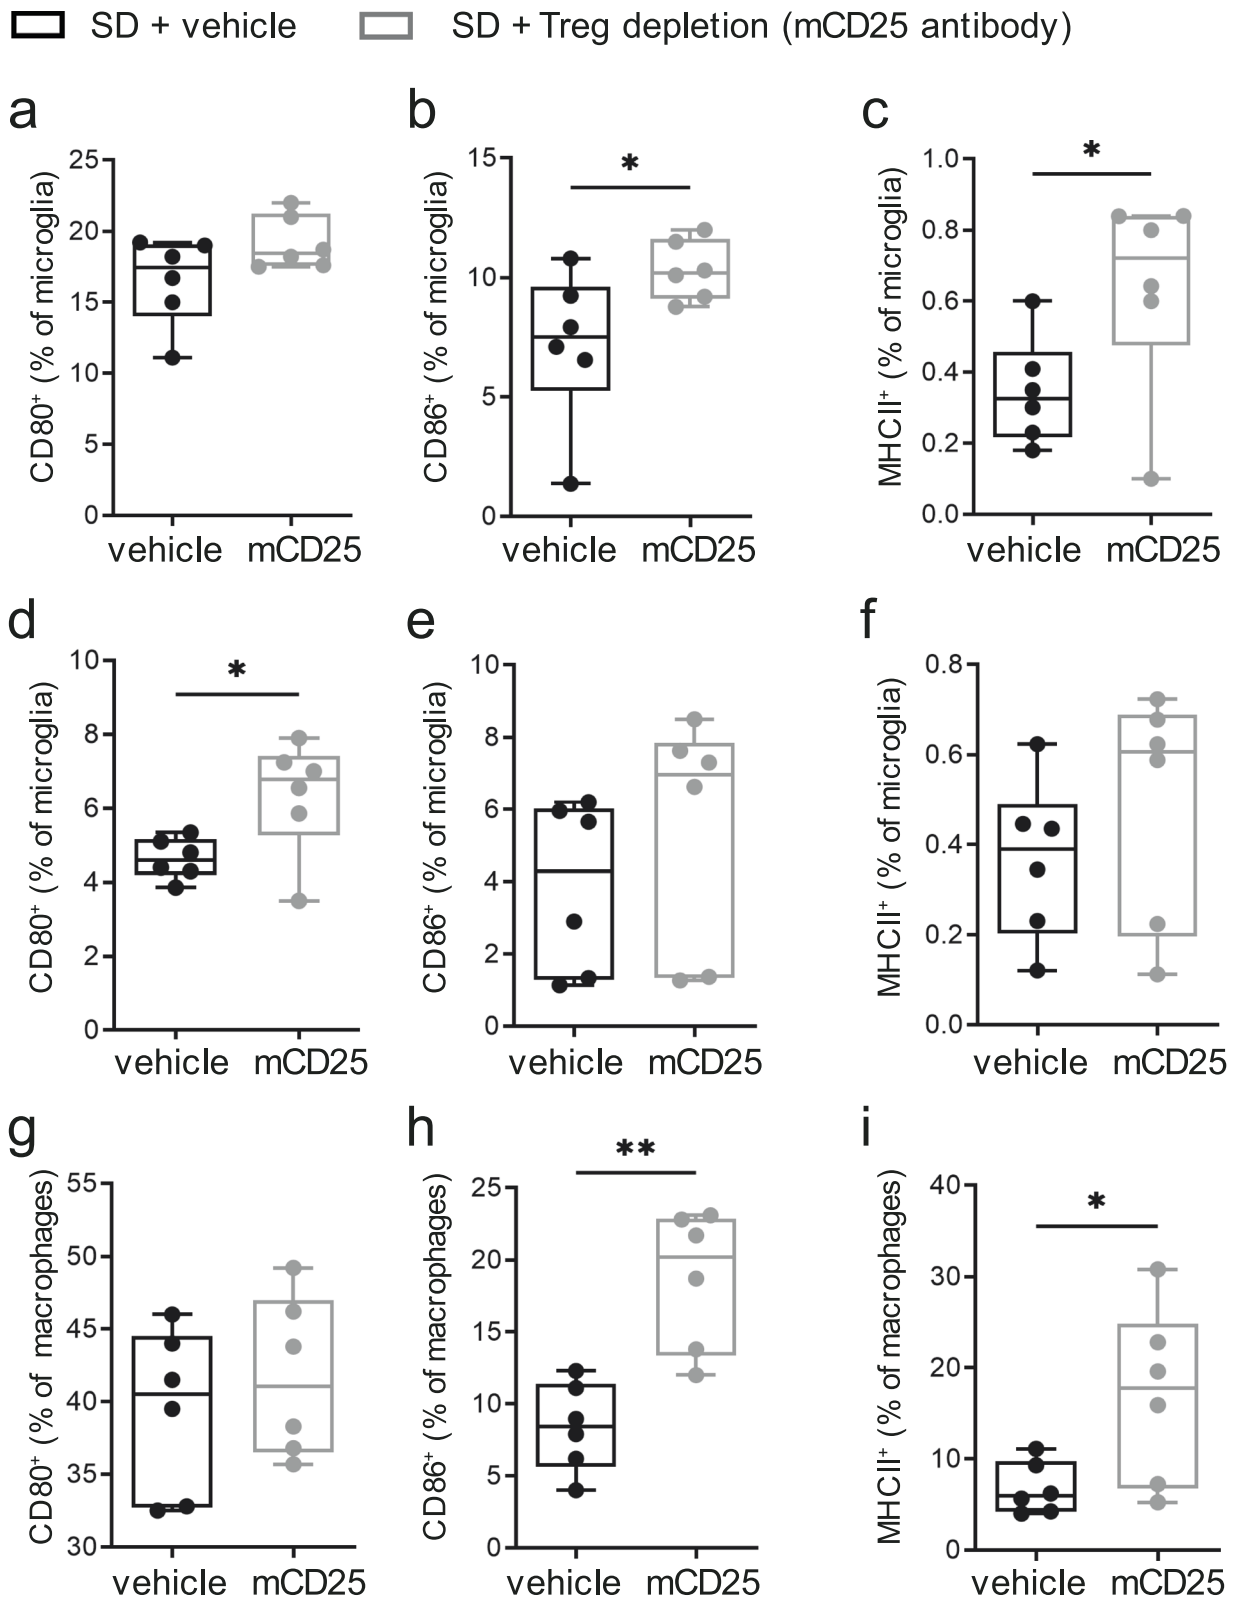 SD + vehicle SD + Treg depletion (mCD25 antibody)
a b c
CD80⁺ (% of microglia)
25
20
15
10
5
0
vehicle mCD25
CD86⁺ (% of microglia)
15
10
5
0
*
vehicle mCD25
MHCII⁺ (% of microglia)
1.0
0.8
0.6
0.4
0.2
0.0
*
vehicle mCD25
d e f
CD80⁺ (% of microglia)
10
8
6
4
2
0
*
vehicle mCD25
CD86⁺ (% of microglia)
10
8
6
4
2
0
vehicle mCD25
MHCII⁺ (% of microglia)
0.8
0.6
0.4
0.2
0.0
vehicle mCD25
g h i
CD80⁺ (% of macrophages)
55
50
45
40
35
30
vehicle mCD25
CD86⁺ (% of macrophages)
25
20
15
10
5
0
**
vehicle mCD25
MHCII⁺ (% of macrophages)
40
30
20
10
0
*
vehicle mCD25